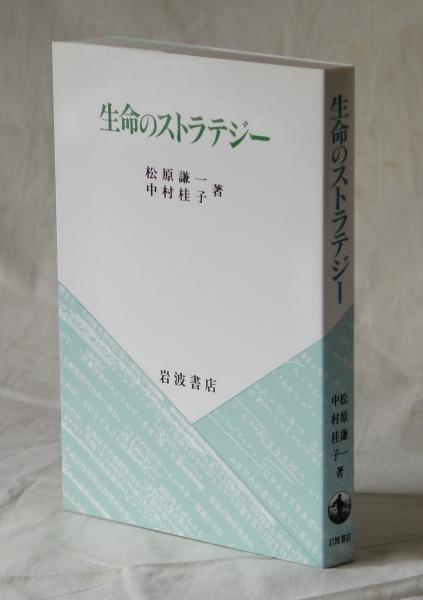 生命のストラテジー
松原謙一
中村桂子 著
岩波書店
生命のストラテジー
松原謙一
中村桂子 著
岩波書店